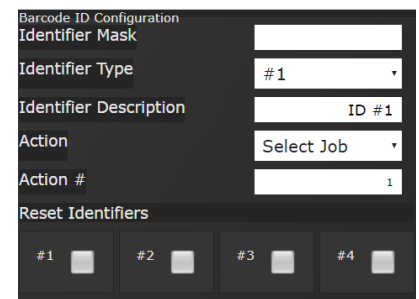 Barcode ID Configuration
Identifier Mask
Identifier Type #1
Identifier Description ID #1
Action Select Job
Action # 1
Reset Identifiers
#1 #2 #3 #4